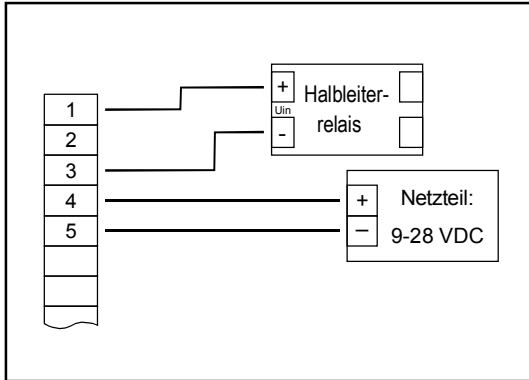 1
2
3
4
5
+
Uin
-
Halbleiter-
relais
+
–
Netzteil:
9-28 VDC